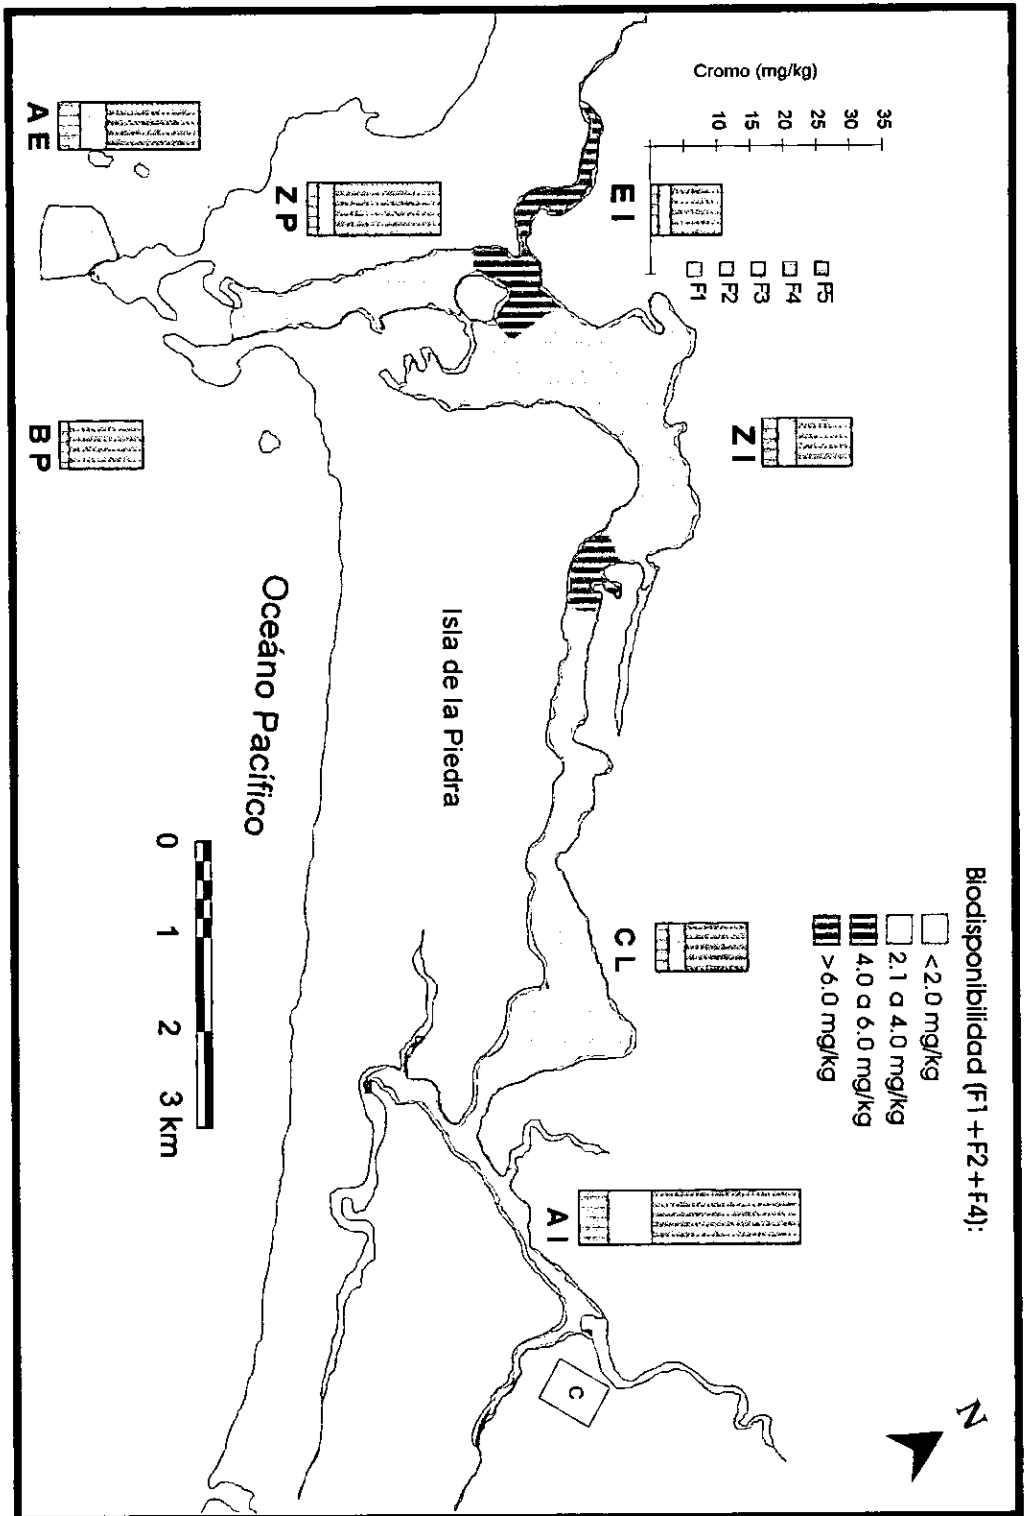 Cromo (mg/kg)
35
30
25
20
15
10
F5
F4
F3
F2
F1
E I
Z I
C L
A I
Z P
A E
B P
Biodisponibilidad (F1+F2+F4):
<2.0 mg/kg
2.1 a 4.0 mg/kg
4.0 a 6.0 mg/kg
>6.0 mg/kg
N
C
Isla de la Piedra
Oceáno Pacífico
0 1 2 3 km